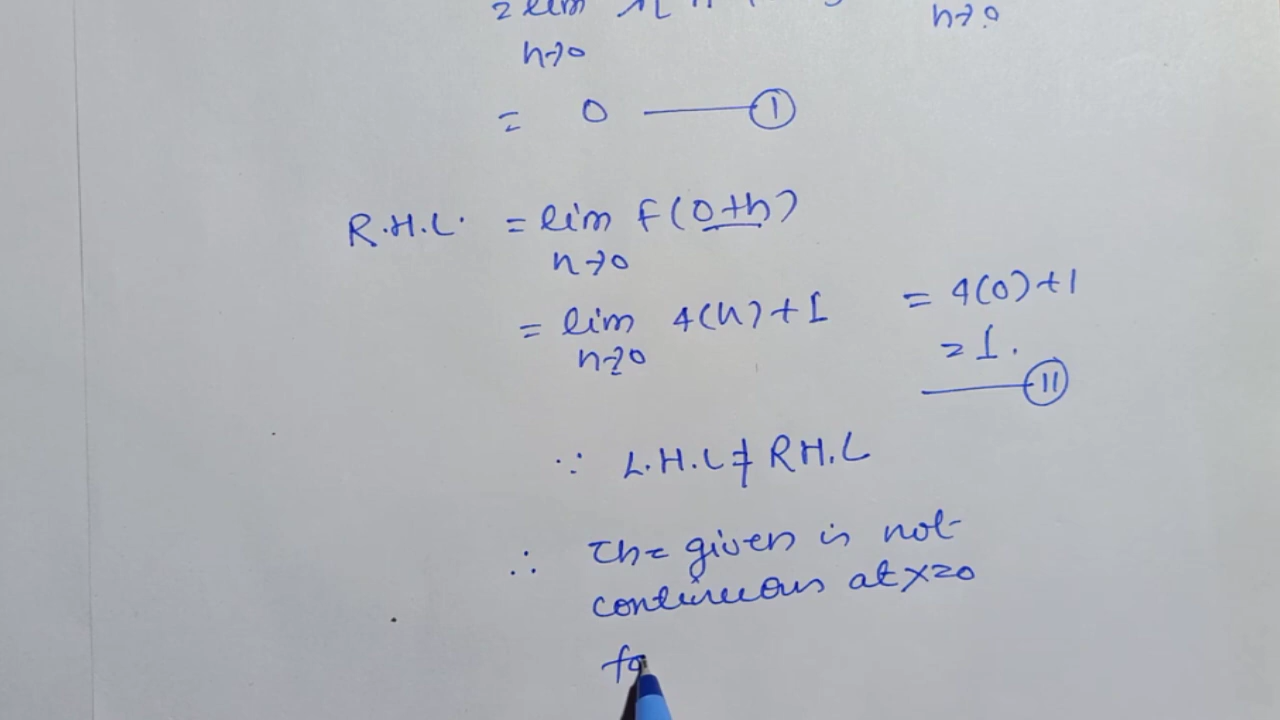 h→0
h→0
= 0 —— I
R.H.L. = lim f(0+h)
h→0
= lim 4(h)+1 = 4(0)+1
h→0 = 1.
—— II
∵ L.H.L ≠ R.H.L
∴ The given is not
continuous at x=0
fo